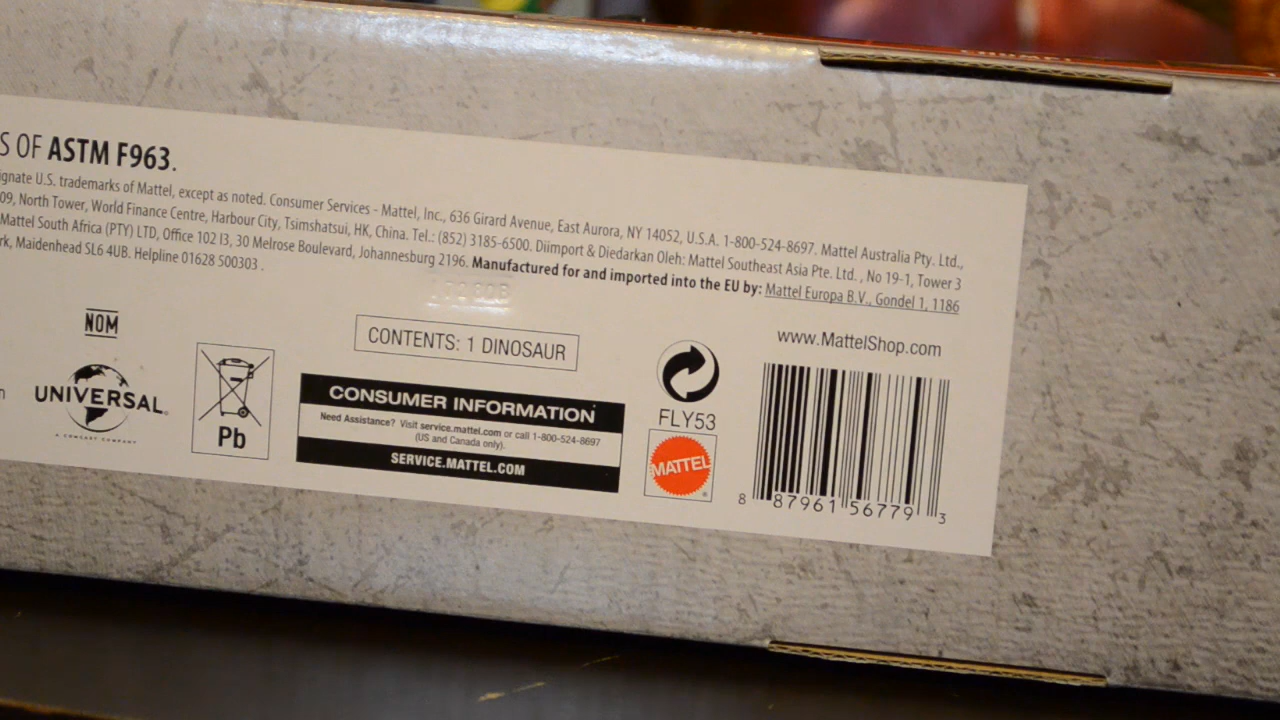 S OF ASTM F963.
ignate U.S. trademarks of Mattel, except as noted. Consumer Services - Mattel, Inc., 636 Girard Avenue, East Aurora, NY 14052, U.S.A. 1-800-524-8697. Mattel Australia Pty. Ltd.,
09, North Tower, World Finance Centre, Harbour City, Tsimshatsui, HK, China. Tel.: (852) 3185-6500. Diimport & Diedarkan Oleh: Mattel Southeast Asia Pte. Ltd. , No 19-1, Tower 3
Mattel South Africa (PTY) LTD, Office 102 I3, 30 Melrose Boulevard, Johannesburg 2196. Manufactured for and imported into the EU by: Mattel Europa B.V., Gondel 1, 1186
rk, Maidenhead SL6 4UB. Helpline 01628 500303 .
NOM
UNIVERSAL
A COMCAST COMPANY
Pb
CONTENTS: 1 DINOSAUR
CONSUMER INFORMATION
Need Assistance? Visit service.mattel.com or call 1-800-524-8697
(US and Canada only).
SERVICE.MATTEL.COM
FLY53
MATTEL
www.MattelShop.com
8 87961 56779 3